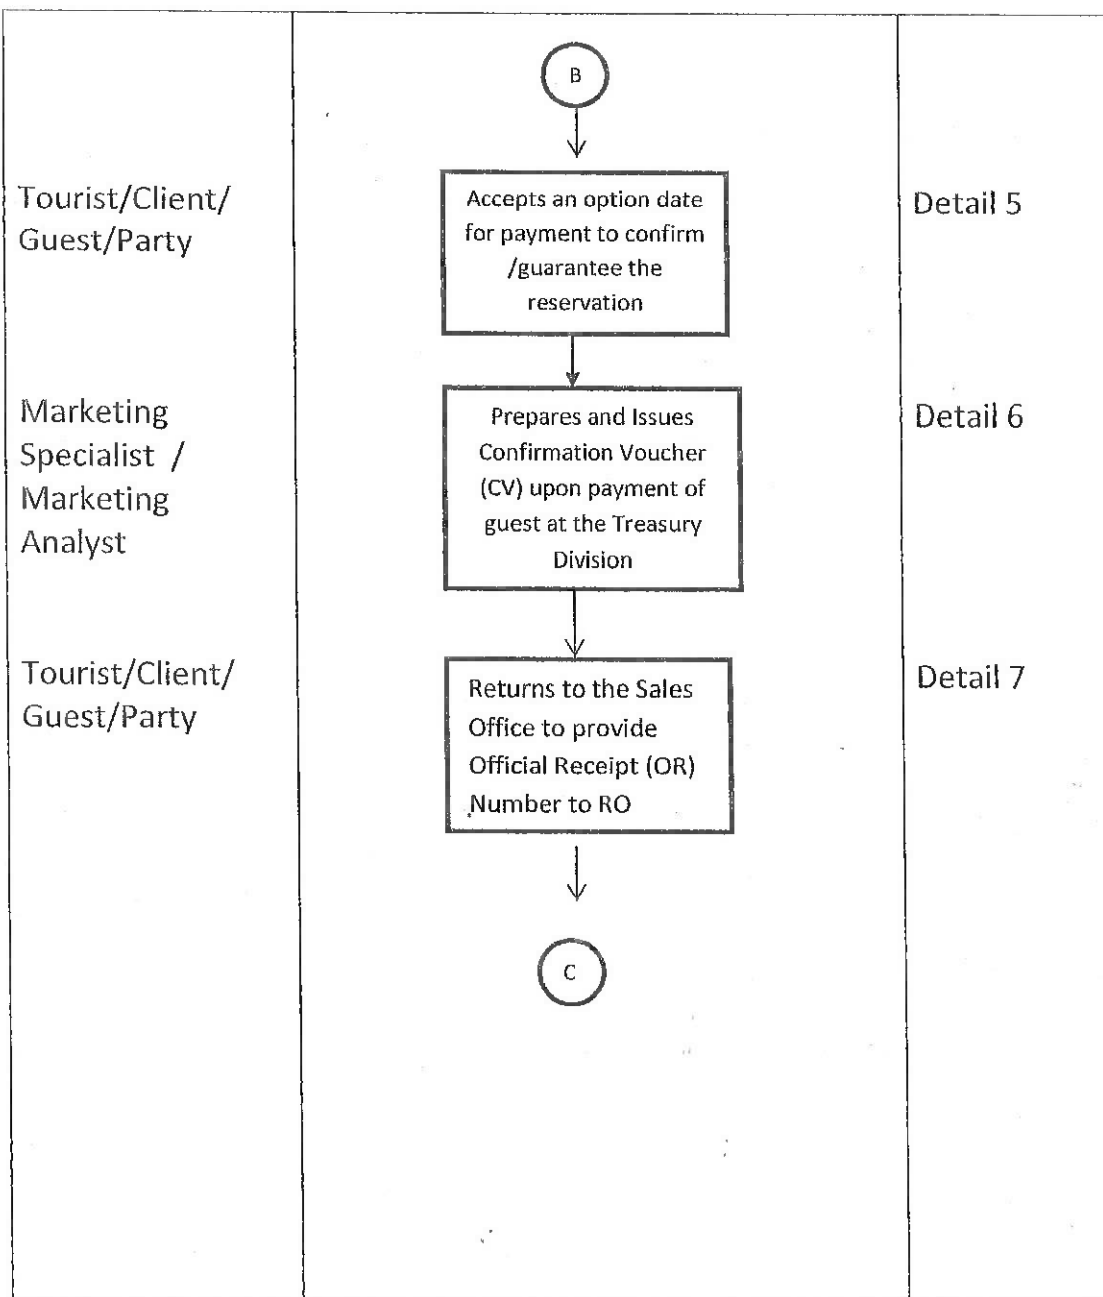 B
Tourist/Client/
Guest/Party
Accepts an option date
for payment to confirm
/guarantee the
reservation
Detail 5
Marketing
Specialist /
Marketing
Analyst
Prepares and Issues
Confirmation Voucher
(CV) upon payment of
guest at the Treasury
Division
Detail 6
Tourist/Client/
Guest/Party
Returns to the Sales
Office to provide
Official Receipt (OR)
Number to RO
Detail 7
C